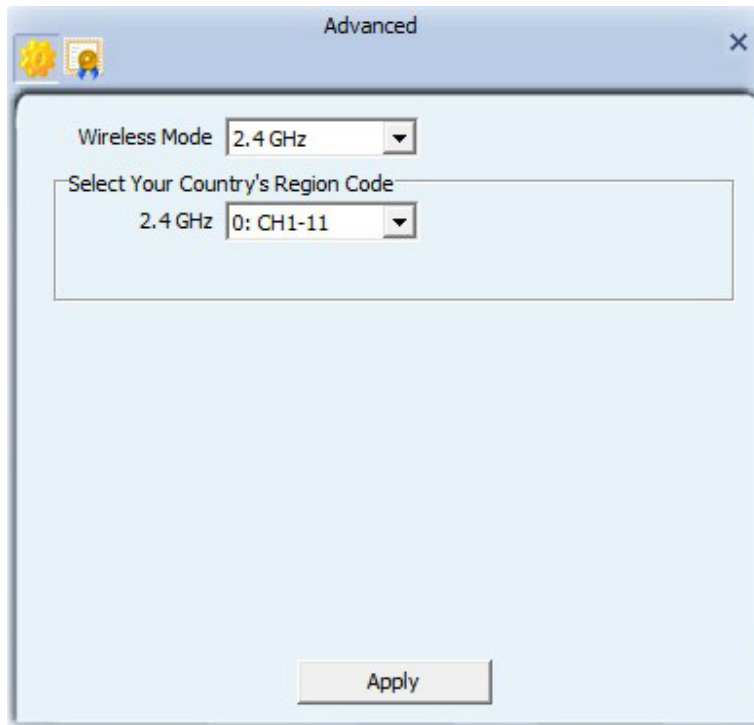 Advanced
Wireless Mode 2.4 GHz
Select Your Country's Region Code
2.4 GHz 0: CH1-11
Apply